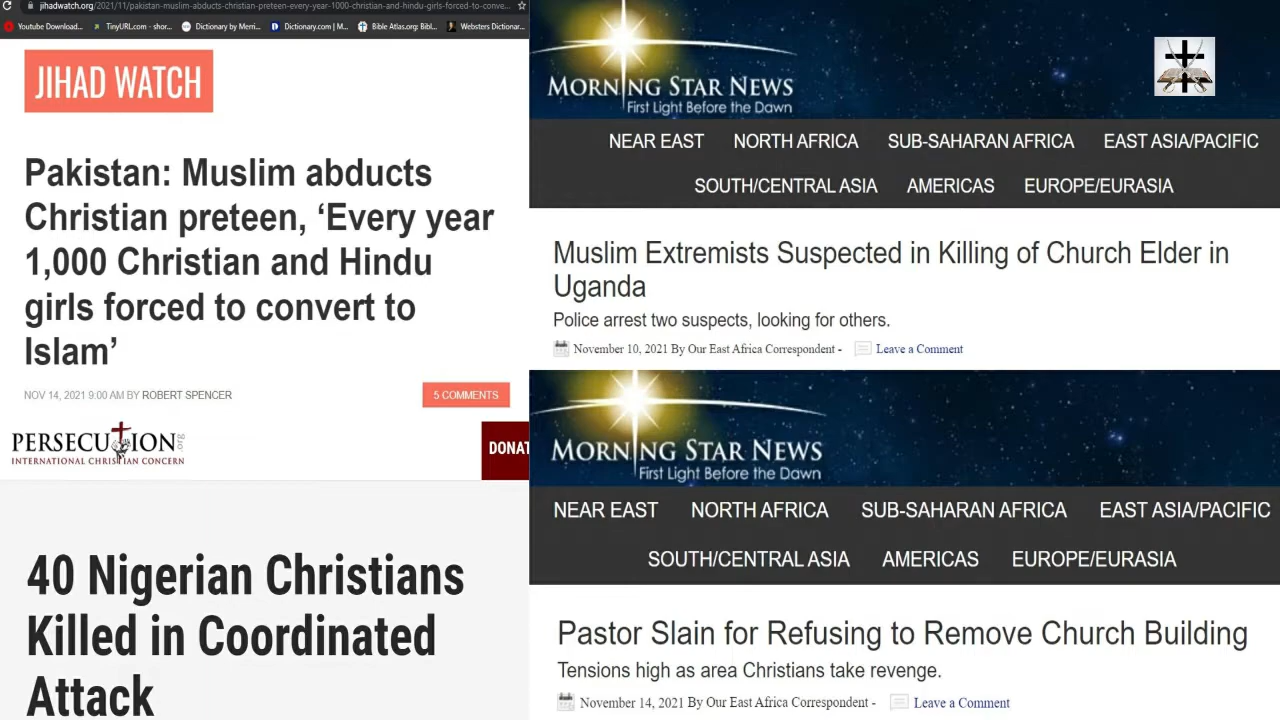 jihadwatch.org/2021/11/pakistan-muslim-abducts-christian-preteen-every-year-1000-christian-and-hindu-girls-forced-to-conve...
Youtube Download... TinyURL.com - shor... Dictionary by Merri... Dictionary.com | M... Bible Atlas.org: Bibl... Websters Dictionar...
JIHAD WATCH
Pakistan: Muslim abducts
Christian preteen, ‘Every year
1,000 Christian and Hindu
girls forced to convert to
Islam’
NOV 14, 2021 9:00 AM BY ROBERT SPENCER
5 COMMENTS
PERSECUTION.org
INTERNATIONAL CHRISTIAN CONCERN
DONAT
40 Nigerian Christians
Killed in Coordinated
Attack
MORNING STAR NEWS
First Light Before the Dawn
NEAR EAST NORTH AFRICA SUB-SAHARAN AFRICA EAST ASIA/PACIFIC
SOUTH/CENTRAL ASIA AMERICAS EUROPE/EURASIA
Muslim Extremists Suspected in Killing of Church Elder in
Uganda
Police arrest two suspects, looking for others.
November 10, 2021 By Our East Africa Correspondent - Leave a Comment
MORNING STAR NEWS
First Light Before the Dawn
NEAR EAST NORTH AFRICA SUB-SAHARAN AFRICA EAST ASIA/PACIFIC
SOUTH/CENTRAL ASIA AMERICAS EUROPE/EURASIA
Pastor Slain for Refusing to Remove Church Building
Tensions high as area Christians take revenge.
November 14, 2021 By Our East Africa Correspondent - Leave a Comment